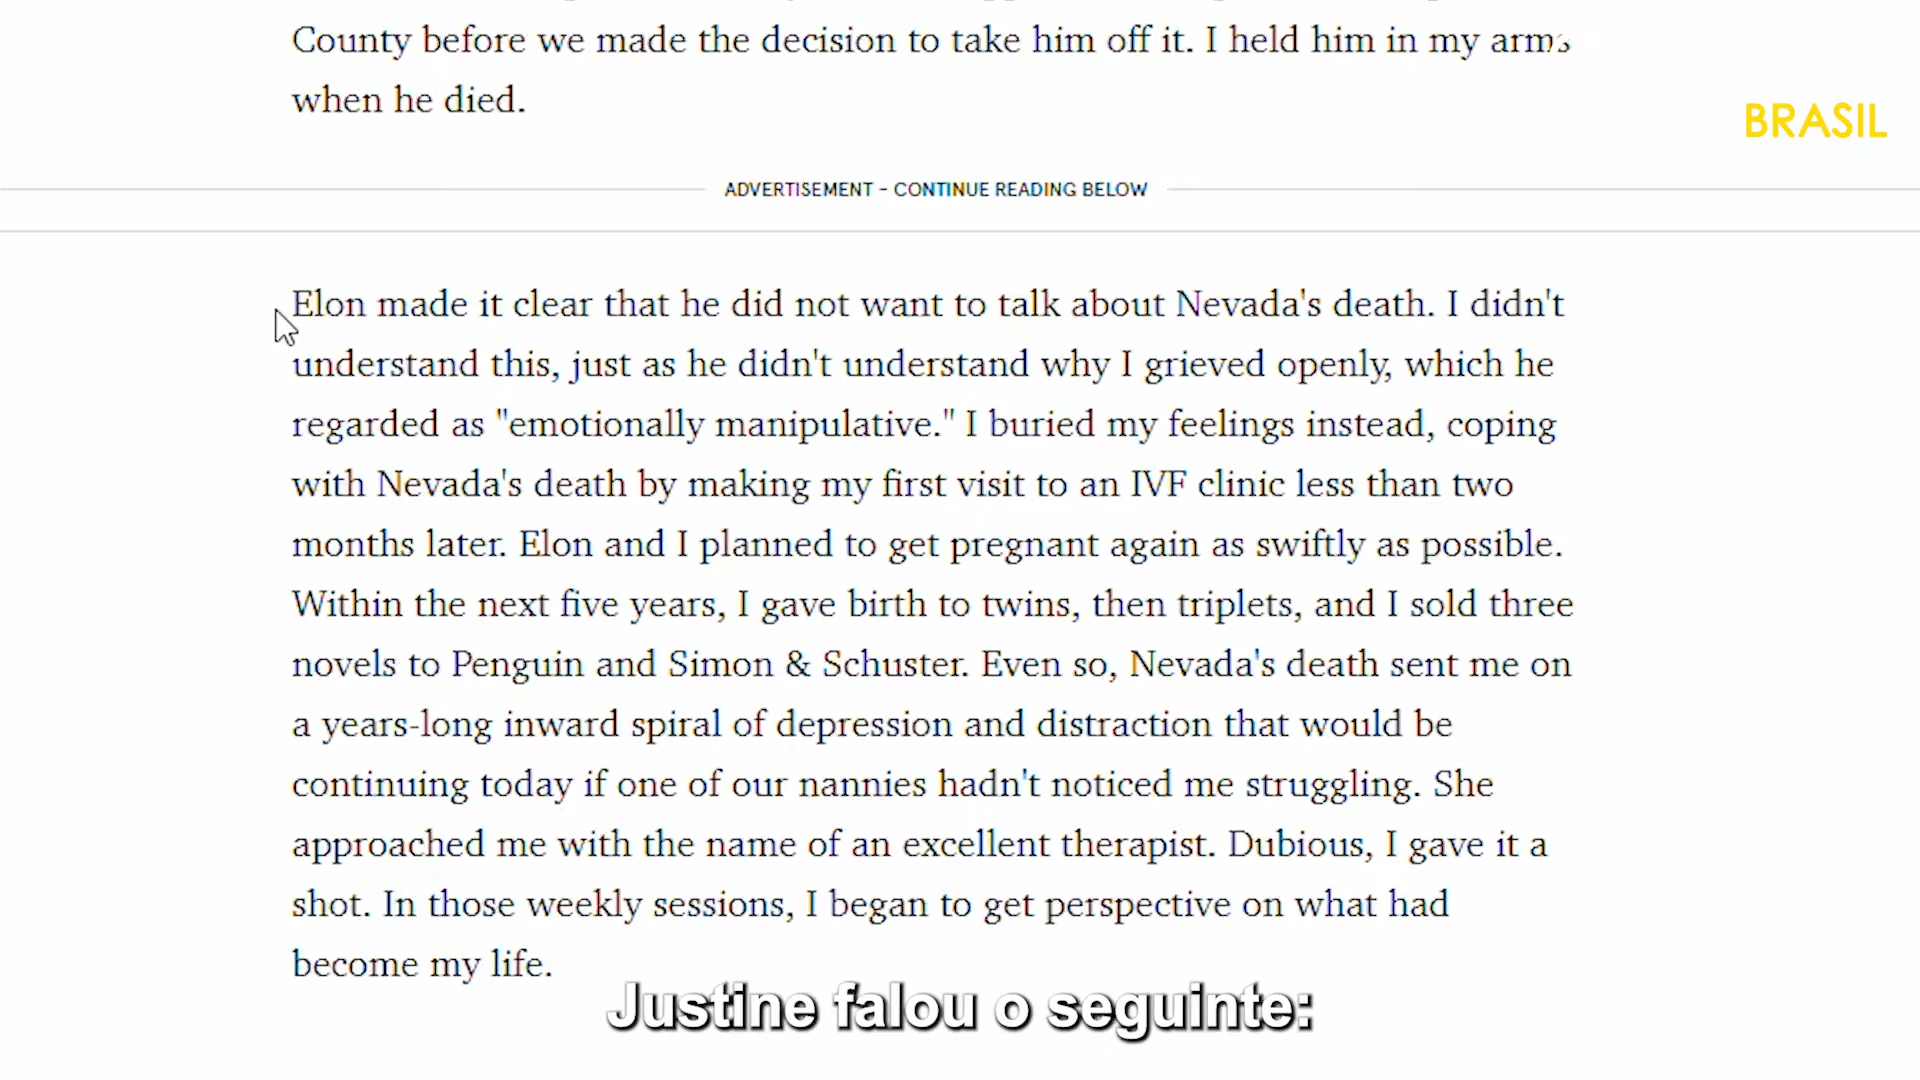 County before we made the decision to take him off it. I held him in my arms
when he died.
BRASIL
ADVERTISEMENT - CONTINUE READING BELOW
Elon made it clear that he did not want to talk about Nevada's death. I didn't
understand this, just as he didn't understand why I grieved openly, which he
regarded as "emotionally manipulative." I buried my feelings instead, coping
with Nevada's death by making my first visit to an IVF clinic less than two
months later. Elon and I planned to get pregnant again as swiftly as possible.
Within the next five years, I gave birth to twins, then triplets, and I sold three
novels to Penguin and Simon & Schuster. Even so, Nevada's death sent me on
a years-long inward spiral of depression and distraction that would be
continuing today if one of our nannies hadn't noticed me struggling. She
approached me with the name of an excellent therapist. Dubious, I gave it a
shot. In those weekly sessions, I began to get perspective on what had
become my life.
Justine falou o seguinte: